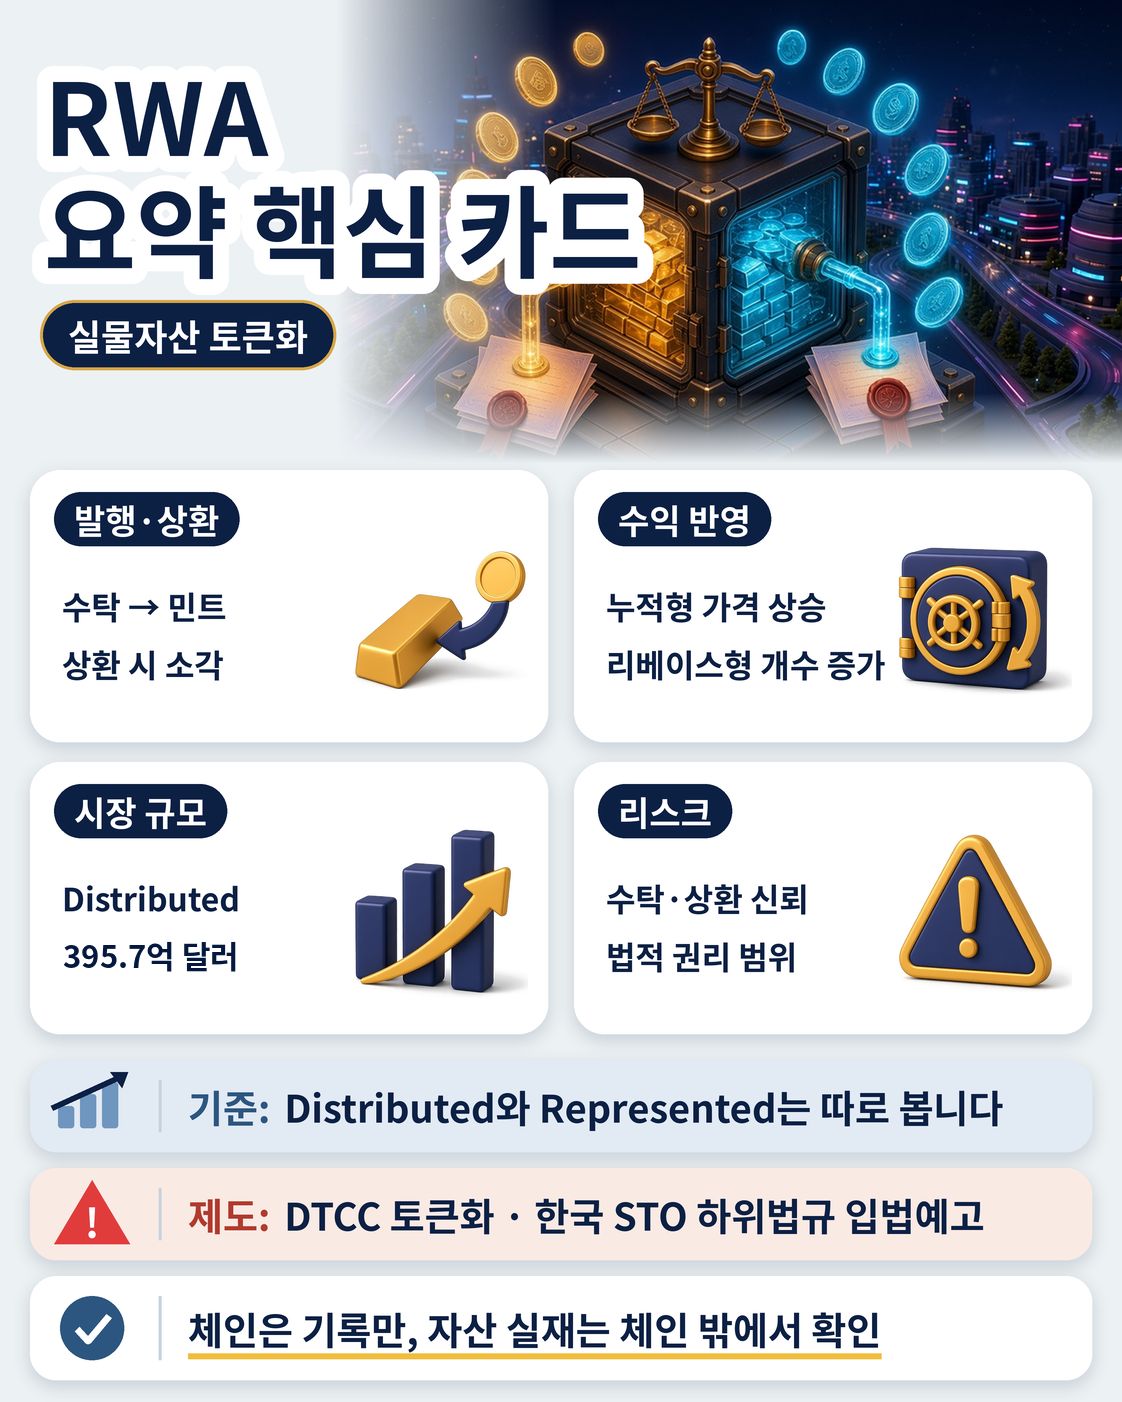 RWA
요약 핵심 카드
실물자산 토큰화
발행·상환
수탁 → 민트
상환 시 소각
수익 반영
누적형 가격 상승
리베이스형 개수 증가
시장 규모
Distributed
395.7억 달러
리스크
수탁·상환 신뢰
법적 권리 범위
기준: Distributed와 Represented는 따로 봅니다
제도: DTCC 토큰화 · 한국 STO 하위법규 입법예고
체인은 기록만, 자산 실재는 체인 밖에서 확인